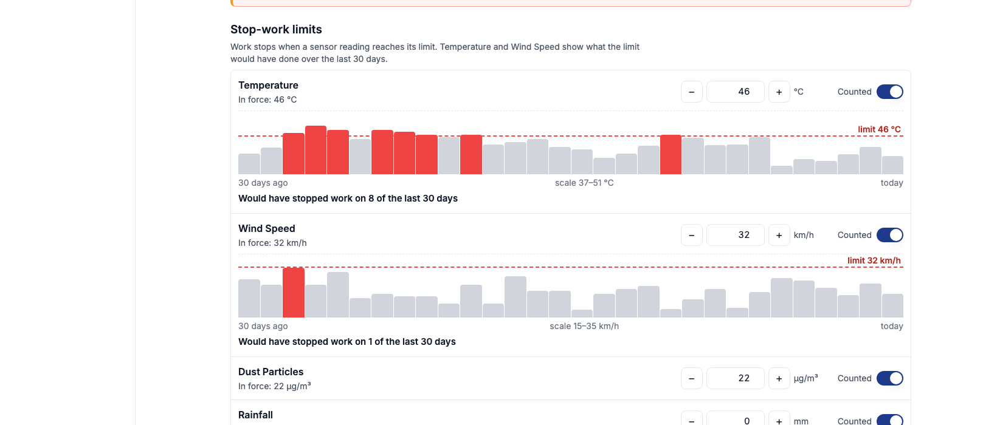 Stop-work limits
Work stops when a sensor reading reaches its limit. Temperature and Wind Speed show what the limit
would have done over the last 30 days.
Temperature
In force: 46 °C
− 46 + °C Counted
limit 46 °C
30 days ago scale 37–51 °C today
Would have stopped work on 8 of the last 30 days
Wind Speed
In force: 32 km/h
− 32 + km/h Counted
limit 32 km/h
30 days ago scale 15–35 km/h today
Would have stopped work on 1 of the last 30 days
Dust Particles
In force: 22 µg/m³
− 22 + µg/m³ Counted
Rainfall
− 0 + mm Counted